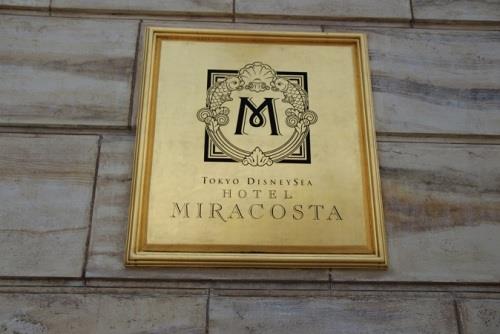 M
TOKYO DISNEYSEA
HOTEL
MIRACOSTA